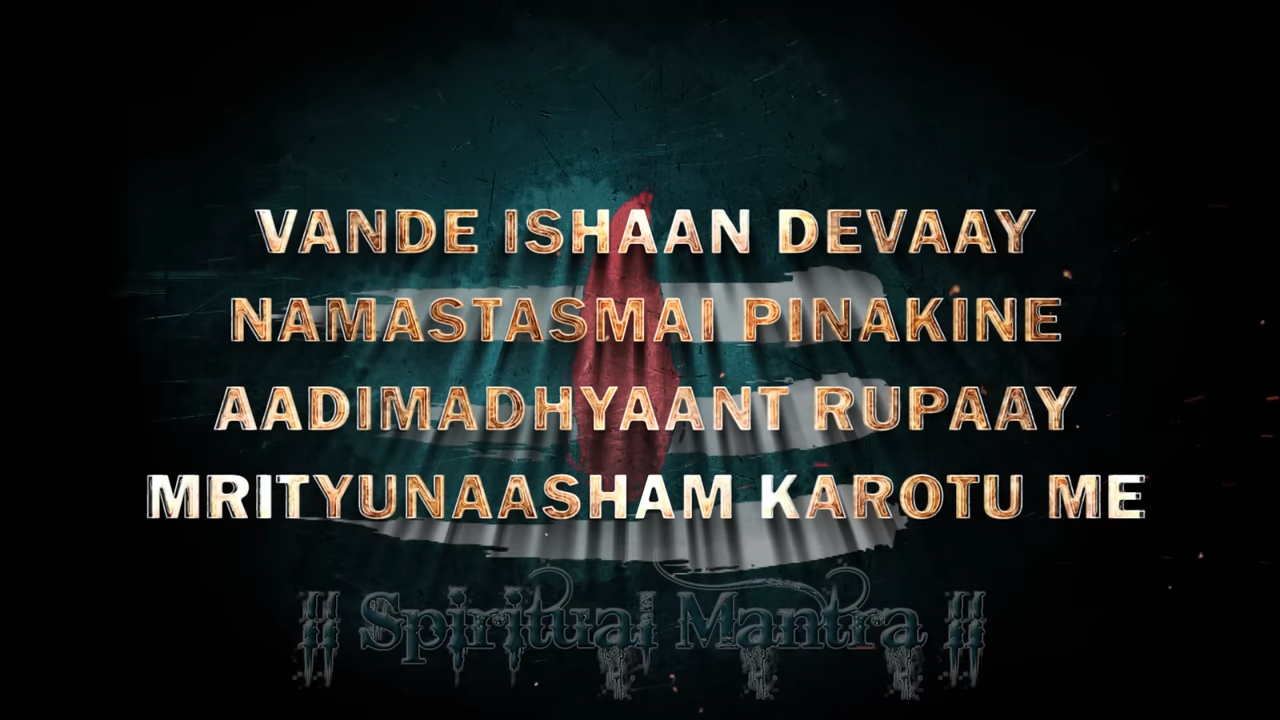 VANDE ISHAAN DEVAAY
NAMASTASMAI PINAKINE
AADIMADHYAANT RUPAAY
MRITYUNAASHAM KAROTU ME
|| Spiritual Mantra ||